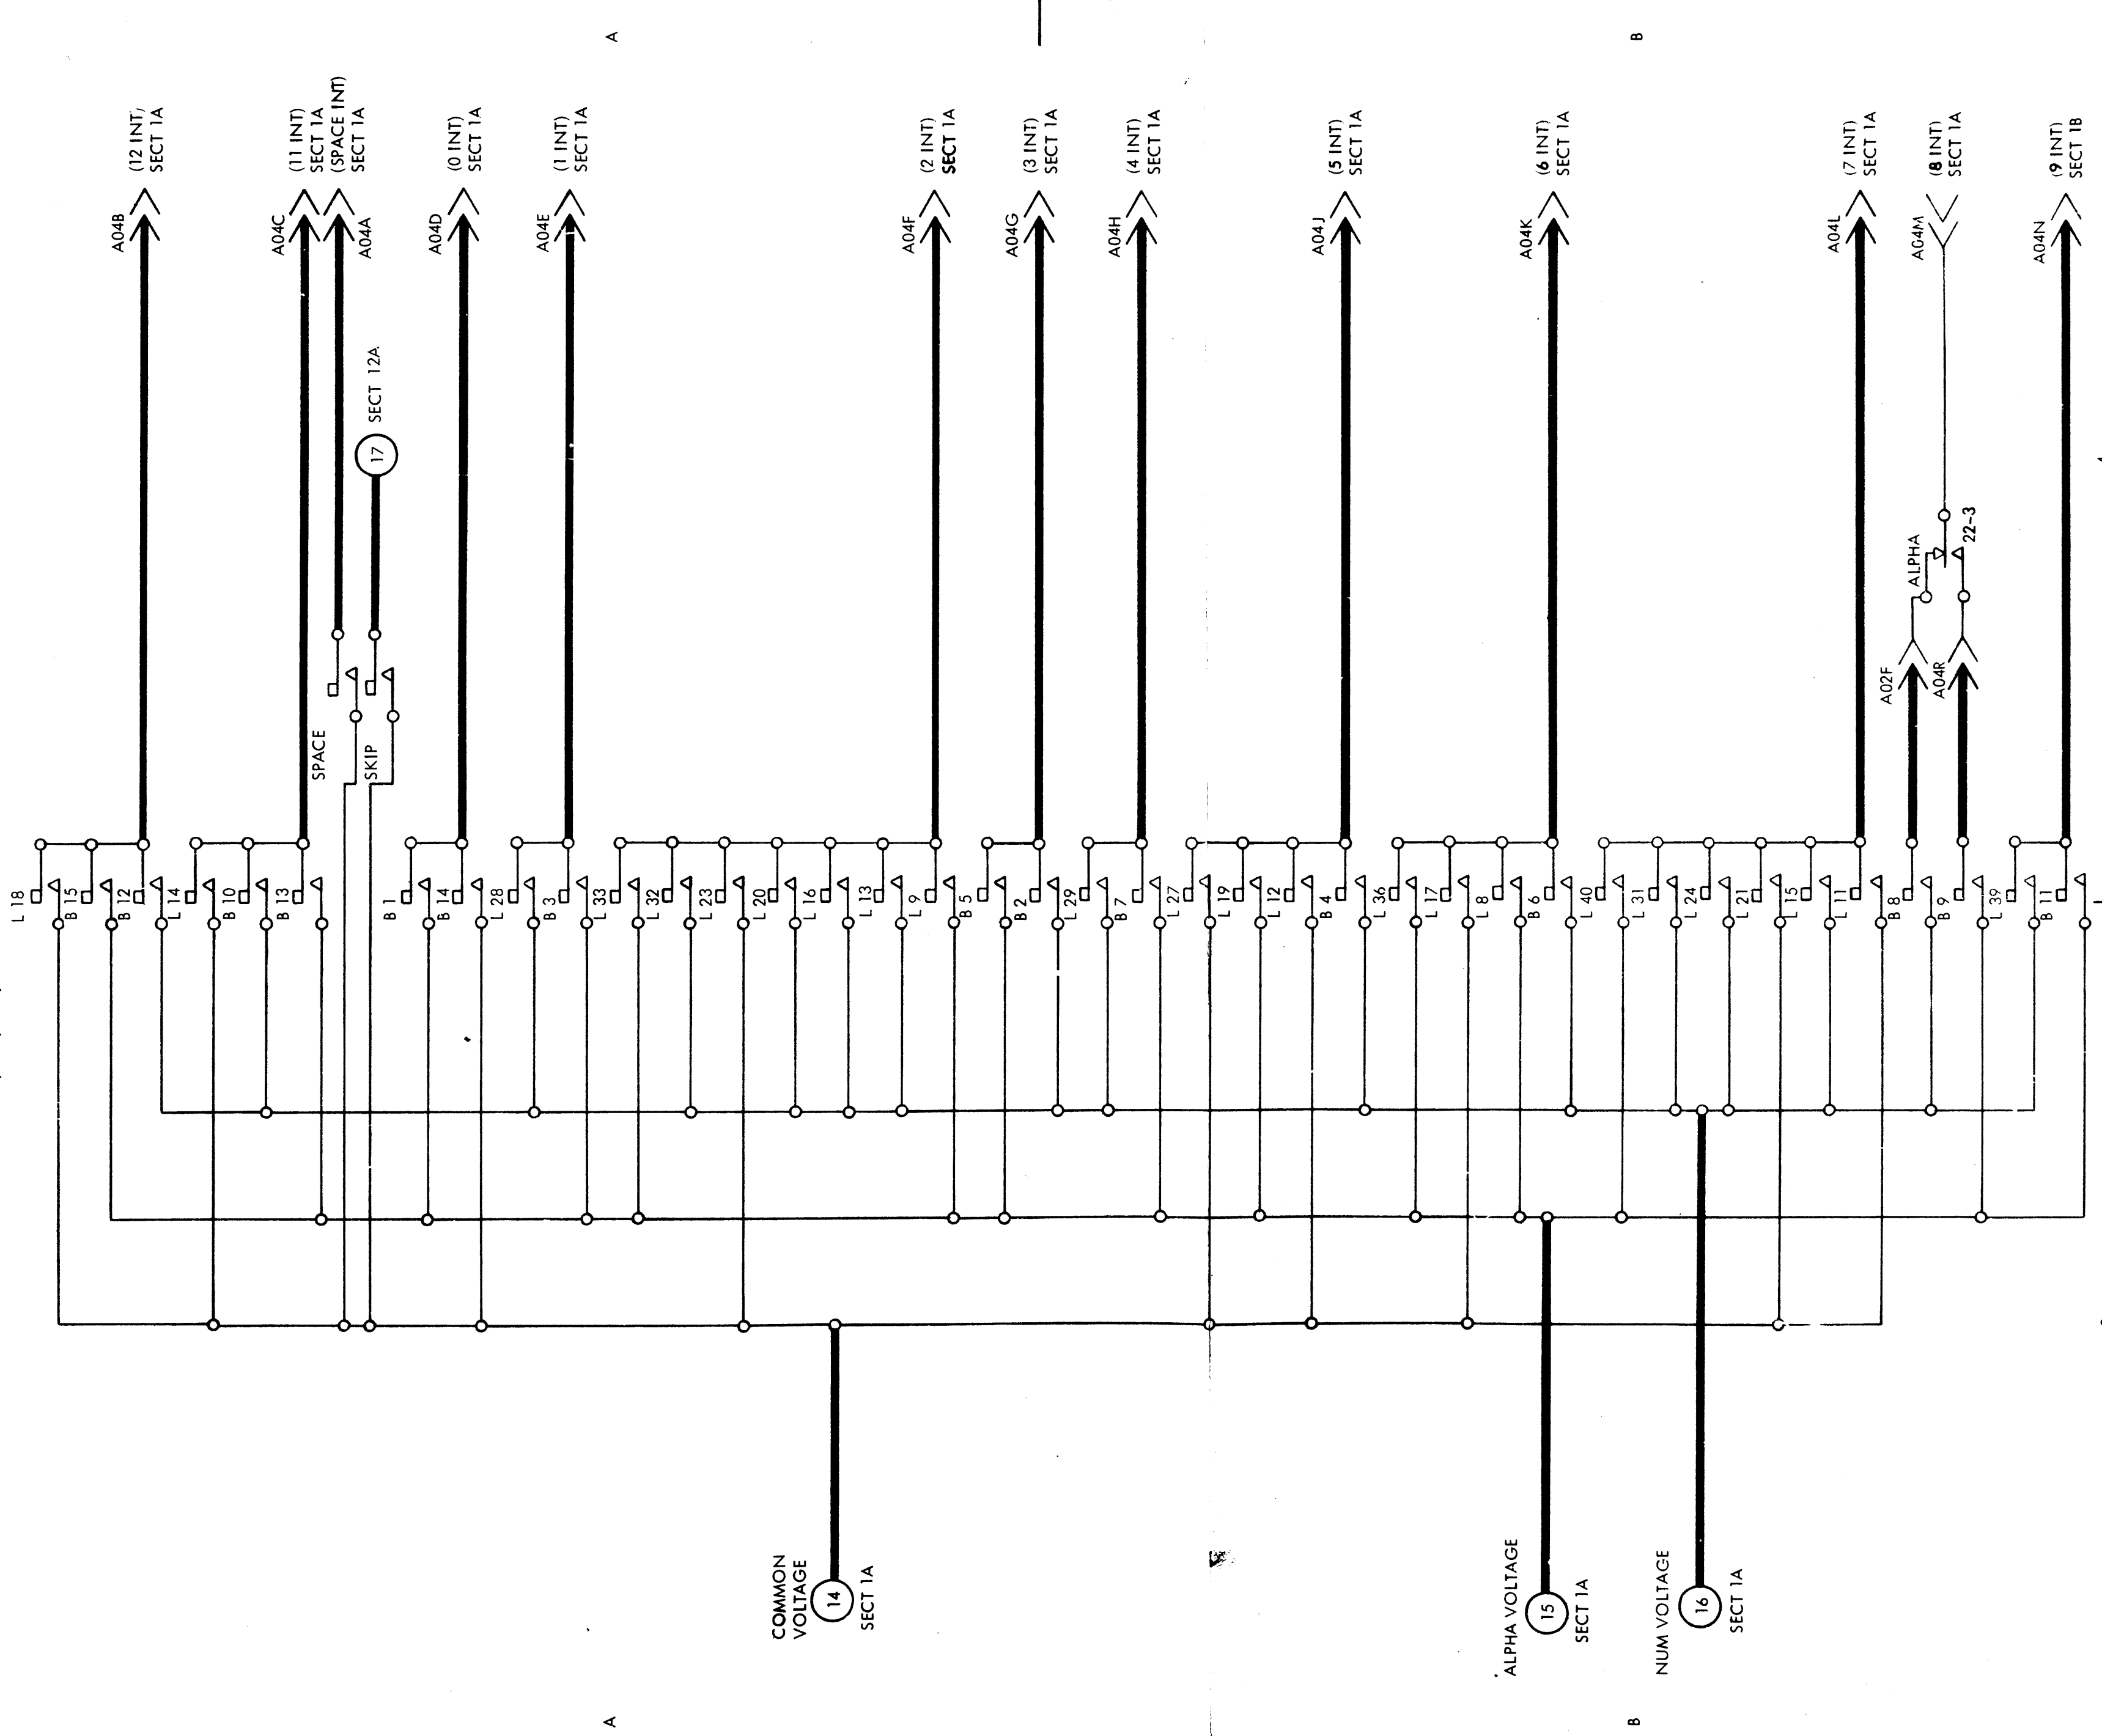 L 18
B 15
A04B
(12 INT)
SECT 1A
B 12
L 14
B 10
A04C
(11 INT)
SECT 1A
B 13
SPACE
(SPACE INT)
SECT 1A
A04A
SKIP
17
SECT 12A
B 1
A04D
(0 INT)
SECT 1A
B 14
L 28
A04E
(1 INT)
SECT 1A
B 3
L 33
A
A
L 32
L 23
L 20
COMMON
VOLTAGE
14
SECT 1A
L 16
L 13
L 9
A04F
(2 INT)
SECT 1A
B 5
B 2
A04G
(3 INT)
SECT 1A
L 29
B 7
A04H
(4 INT)
SECT 1A
L 27
L 19
L 12
B 4
A04J
(5 INT)
SECT 1A
L 36
L 17
L 8
ALPHA VOLTAGE
15
SECT 1A
B 6
A04K
(6 INT)
SECT 1A
L 40
B
B
L 31
NUM VOLTAGE
16
SECT 1A
L 24
L 21
L 15
L 11
A04L
(7 INT)
SECT 1A
B 8
A02F
ALPHA
A04M
(8 INT)
SECT 1A
B 9
A04R
22-3
L 39
B 11
A04N
(9 INT)
SECT 1B